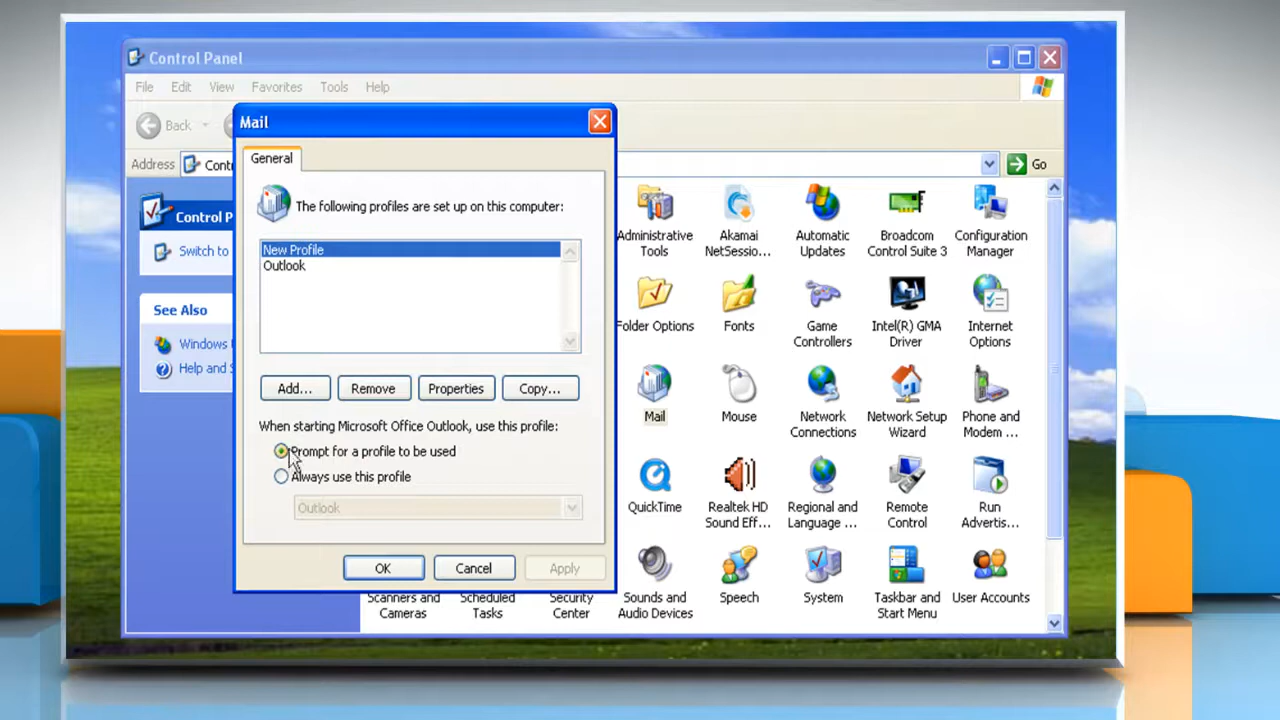 Control Panel
File Edit View Favorites Tools Help
Back
Address Go
Mail
General
The following profiles are set up on this computer:
New Profile
Outlook
Add... Remove Properties Copy...
When starting Microsoft Office Outlook, use this profile:
Prompt for a profile to be used
Always use this profile
Outlook
OK Cancel Apply
Switch to
See Also
Windows
Help and
Administrative
Tools
Akamai
NetSessio...
Automatic
Updates
Broadcom
Control Suite 3
Configuration
Manager
Folder Options
Fonts
Game
Controllers
Intel(R) GMA
Driver
Internet
Options
Mail
Mouse
Network
Connections
Network Setup
Wizard
Phone and
Modem ...
QuickTime
Realtek HD
Sound Eff...
Regional and
Language ...
Remote
Control
Run
Advertis...
Scanners and
Cameras
Scheduled
Tasks
Security
Center
Sounds and
Audio Devices
Speech
System
Taskbar and
Start Menu
User Accounts